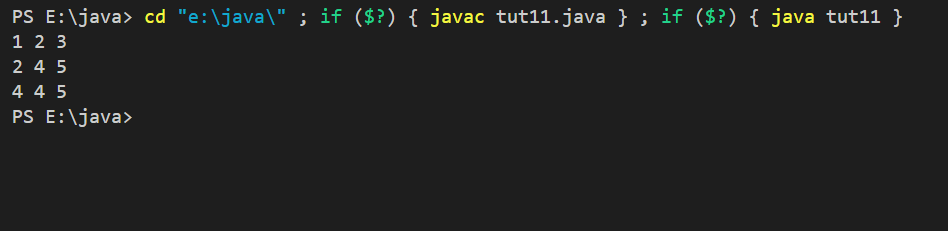 PS E:\java> cd "e:\java\" ; if ($?) { javac tut11.java } ; if ($?) { java tut11 }
1 2 3
2 4 5
4 4 5
PS E:\java>